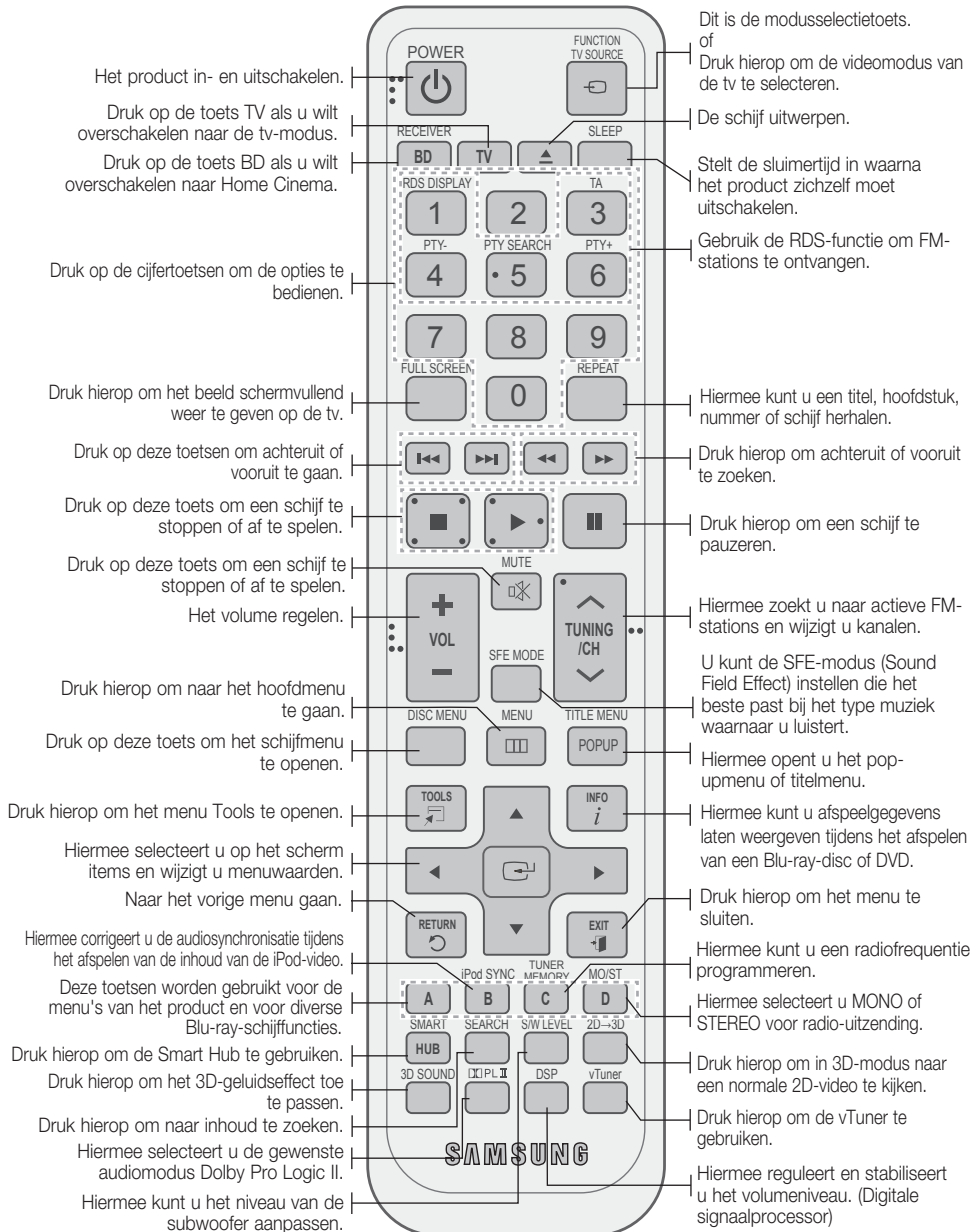 Het product in- en uitschakelen.
Druk op de toets TV als u wilt
overschakelen naar de tv-modus.
Druk op de toets BD als u wilt
overschakelen naar Home Cinema.
Druk op de cijfertoetsen om de opties te
bedienen.
Druk hierop om het beeld schermvullend
weer te geven op de tv.
Druk op deze toetsen om achteruit of
vooruit te gaan.
Druk op deze toets om een schijf te
stoppen of af te spelen.
Druk op deze toets om een schijf te
stoppen of af te spelen.
Het volume regelen.
Druk hierop om naar het hoofdmenu
te gaan.
Druk op deze toets om het schijfmenu
te openen.
Druk hierop om het menu Tools te openen.
Hiermee selecteert u op het scherm
items en wijzigt u menuwaarden.
Naar het vorige menu gaan.
Hiermee corrigeert u de audiosynchronisatie tijdens
het afspelen van de inhoud van de iPod-video.
Deze toetsen worden gebruikt voor de
menu's van het product en voor diverse
Blu-ray-schijffuncties.
Druk hierop om de Smart Hub te gebruiken.
Druk hierop om het 3D-geluidseffect toe
te passen.
Druk hierop om naar inhoud te zoeken.
Hiermee selecteert u de gewenste
audiomodus Dolby Pro Logic II.
Hiermee kunt u het niveau van de
subwoofer aanpassen.
POWER
FUNCTION
TV SOURCE
RECEIVER
SLEEP
BD
TV
RDS DISPLAY
TA
1
2
3
PTY-
PTY SEARCH
PTY+
4
5
6
7
8
9
FULL SCREEN
REPEAT
0
MUTE
VOL
TUNING
/CH
SFE MODE
DISC MENU
MENU
TITLE MENU
POPUP
TOOLS
INFO
i
RETURN
EXIT
iPod SYNC
TUNER
MEMORY
MO/ST
A
B
C
D
SMART
SEARCH
S/W LEVEL
2D→3D
HUB
3D SOUND
PL II
DSP
vTuner
SAMSUNG
Dit is de modusselectietoets.
of
Druk hierop om de videomodus van
de tv te selecteren.
De schijf uitwerpen.
Stelt de sluimertijd in waarna
het product zichzelf moet
uitschakelen.
Gebruik de RDS-functie om FM-
stations te ontvangen.
Hiermee kunt u een titel, hoofdstuk,
nummer of schijf herhalen.
Druk hierop om achteruit of vooruit
te zoeken.
Druk hierop om een schijf te
pauzeren.
Hiermee zoekt u naar actieve FM-
stations en wijzigt u kanalen.
U kunt de SFE-modus (Sound
Field Effect) instellen die het
beste past bij het type muziek
waarnaar u luistert.
Hiermee opent u het pop-
upmenu of titelmenu.
Hiermee kunt u afspeelgegevens
laten weergeven tijdens het afspelen
van een Blu-ray-disc of DVD.
Druk hierop om het menu te
sluiten.
Hiermee kunt u een radiofrequentie
programmeren.
Hiermee selecteert u MONO of
STEREO voor radio-uitzending.
Druk hierop om in 3D-modus naar
een normale 2D-video te kijken.
Druk hierop om de vTuner te
gebruiken.
Hiermee reguleert en stabiliseert
u het volumeniveau. (Digitale
signaalprocessor)